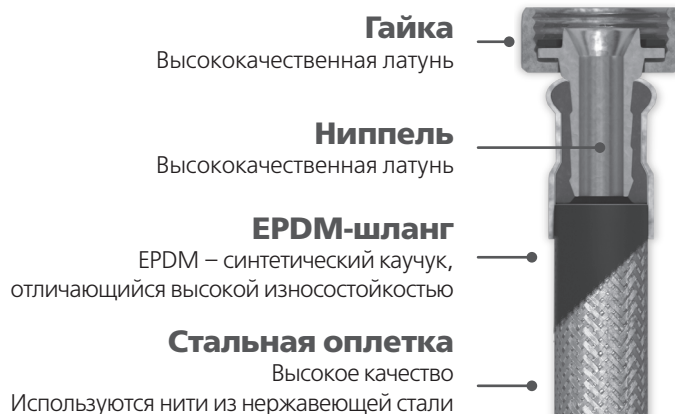 Гайка
Высококачественная латунь
Ниппель
Высококачественная латунь
EPDM-шланг
EPDM – синтетический каучук,
отличающийся высокой износостойкостью
Стальная оплетка
Высокое качество
Используются нити из нержавеющей стали